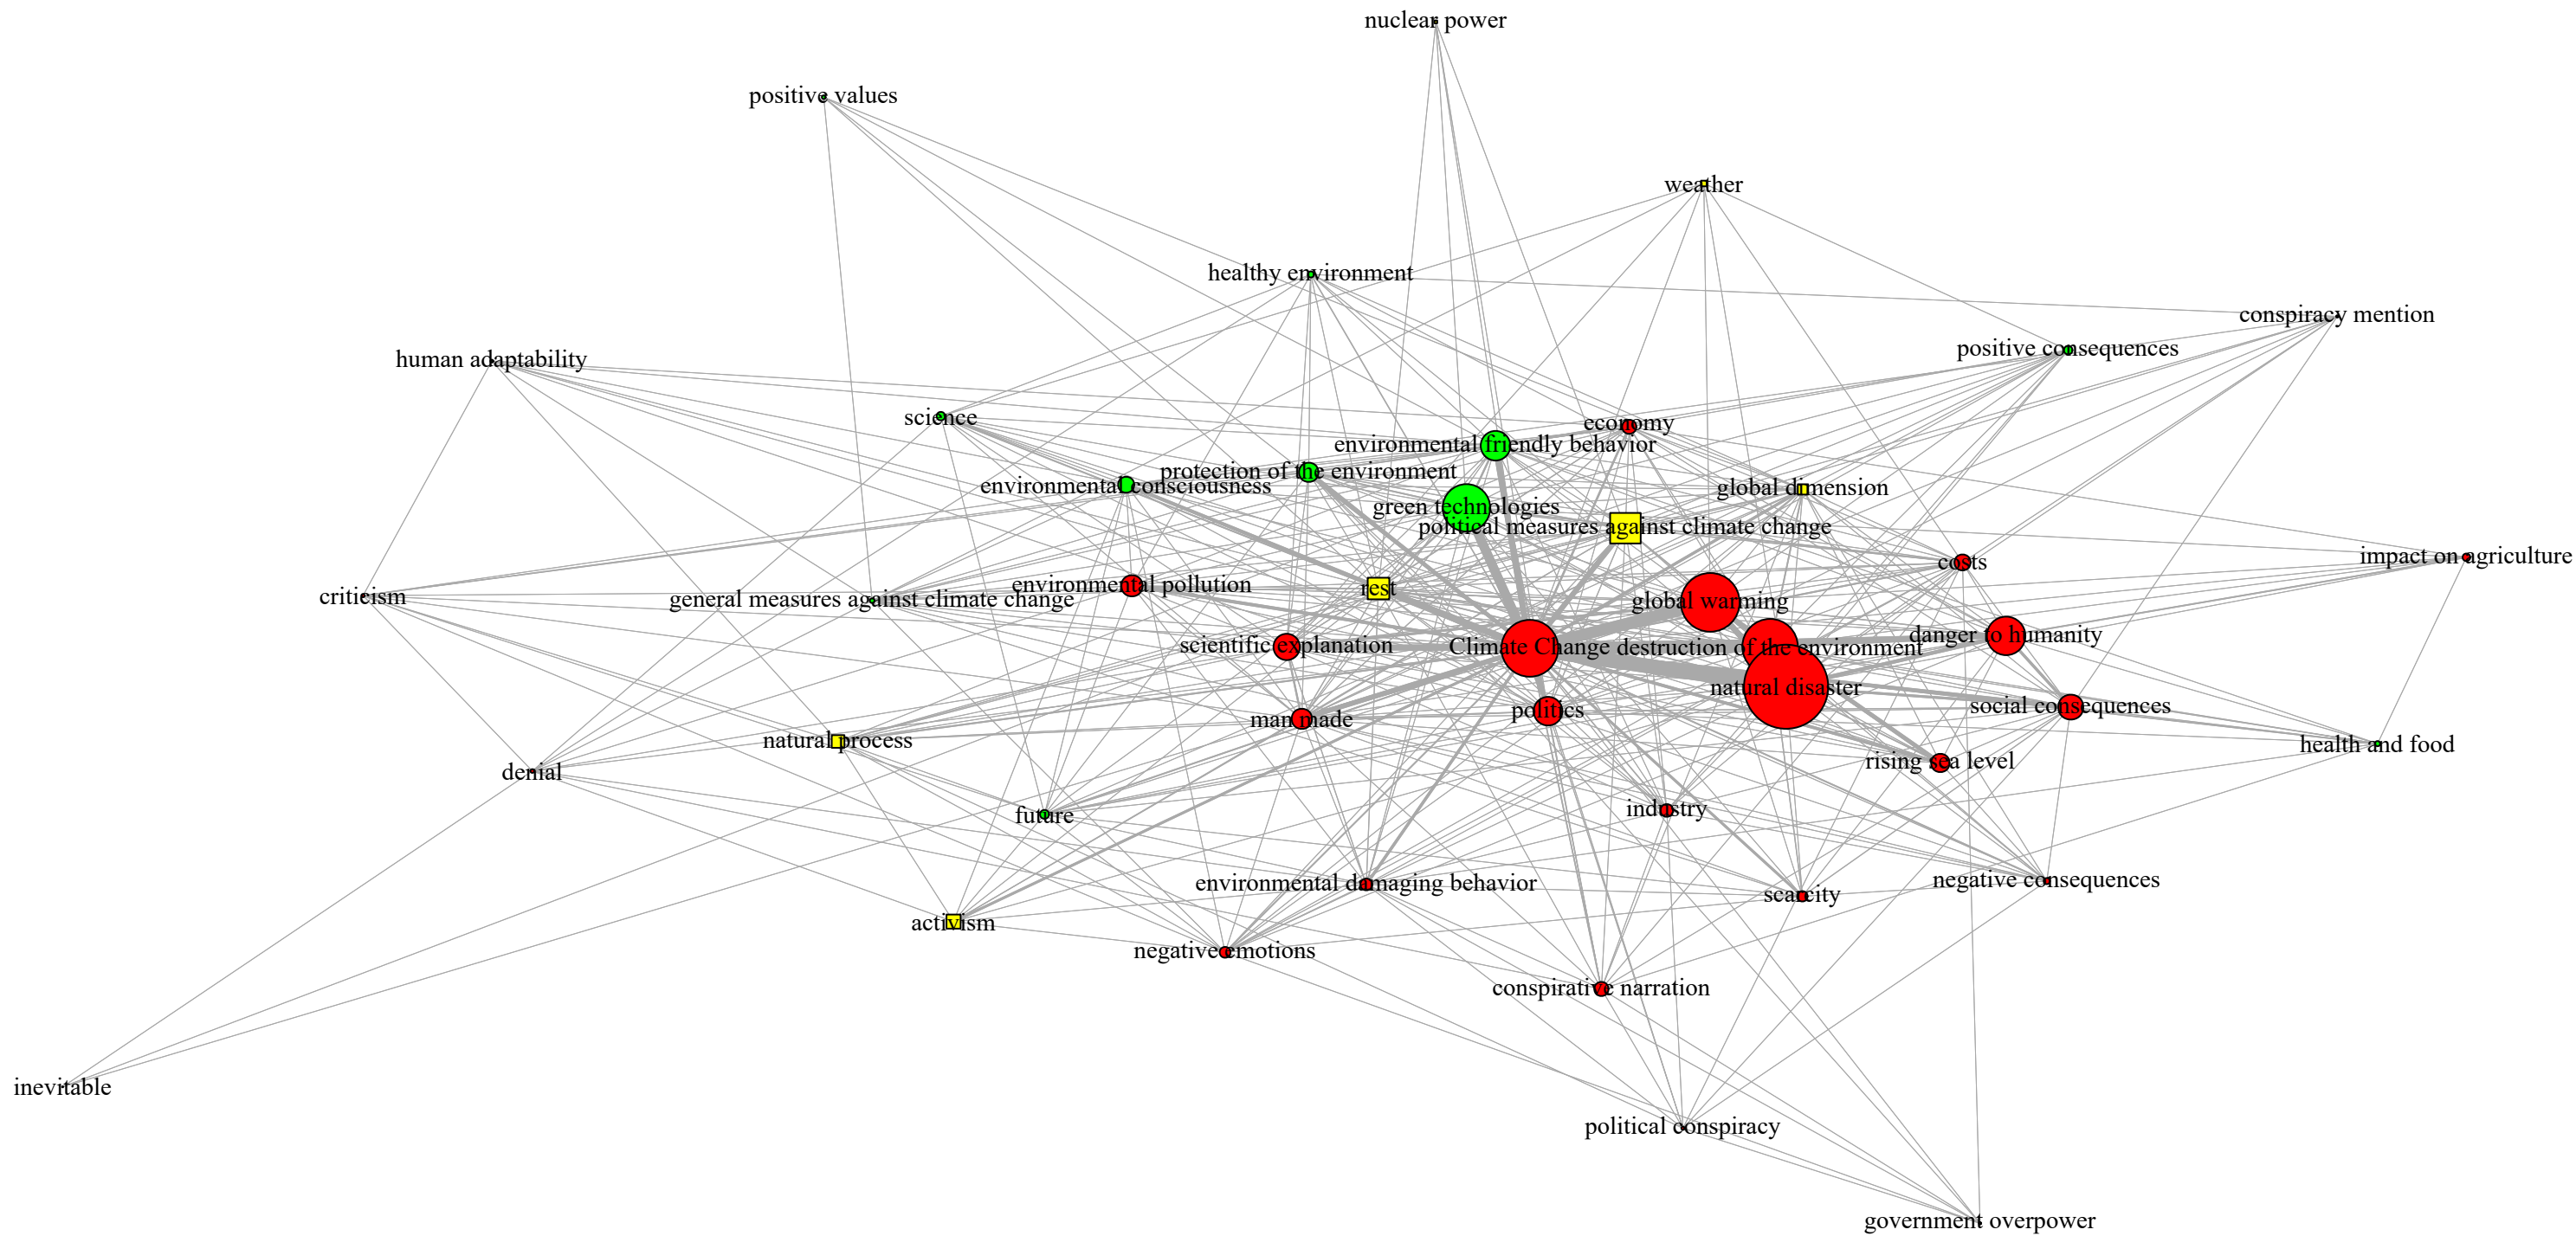 nuclear power
positive values
weather
healthy environment
conspiracy mention
positive consequences
human adaptability
science
economy
environmental friendly behavior
protection of the environment
environmental consciousness
global dimension
green technologies
political measures against climate change
impact on agriculture
costs
environmental pollution
rest
criticism
general measures against climate change
global warming
danger to humanity
scientific explanation
Climate Change
destruction of the environment
natural disaster
social consequences
politics
man made
natural process
health and food
rising sea level
denial
industry
future
environmental damaging behavior
negative consequences
scarcity
activism
negative emotions
conspirative narration
inevitable
political conspiracy
government overpower